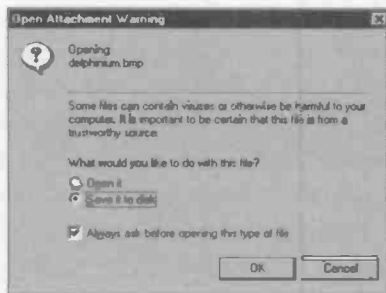 Open Attachment Warning
Opening
delphinium.bmp
Some files can contain viruses or otherwise be harmful to your
computer. It is important to be certain that this file is from a
trustworthy source.
What would you like to do with this file?
Open it
Save it to disk
Always ask before opening this type of file
OK
Cancel